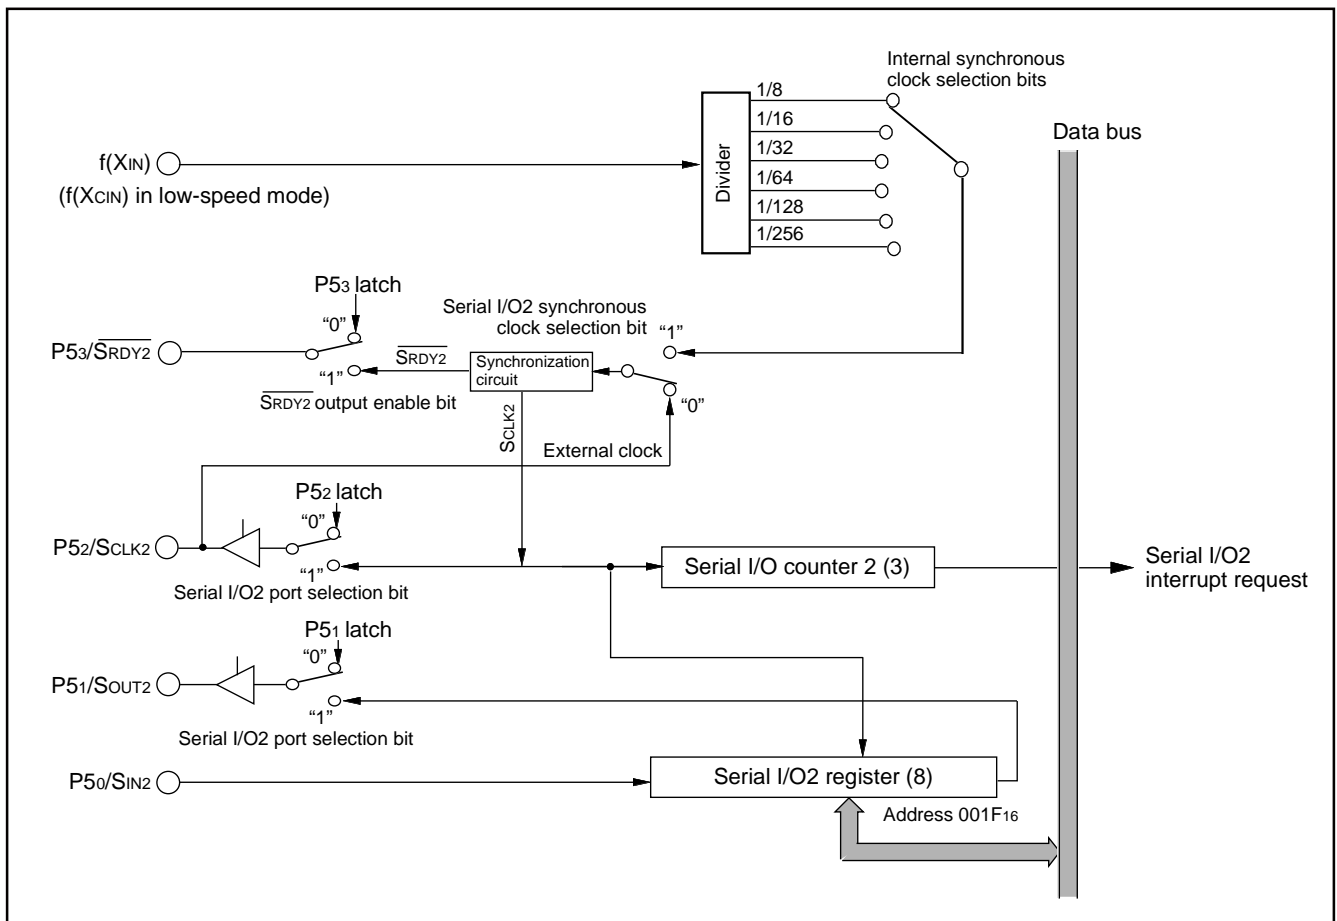 Internal synchronous
clock selection bits
1/8
1/16
1/32
1/64
1/128
1/256
Divider
Data bus
f(XIN)
(f(XCIN) in low-speed mode)
P53 latch
"0"
Serial I/O2 synchronous
clock selection bit
"1"
P53/SRDY2
"1"
SRDY2
Synchronization
circuit
SRDY2 output enable bit
"0"
SCLK2
External clock
P52 latch
"0"
P52/SCLK2
"1"
Serial I/O2 port selection bit
Serial I/O counter 2 (3)
Serial I/O2
interrupt request
P51 latch
"0"
P51/SOUT2
"1"
Serial I/O2 port selection bit
P50/SIN2
Serial I/O2 register (8)
Address 001F16